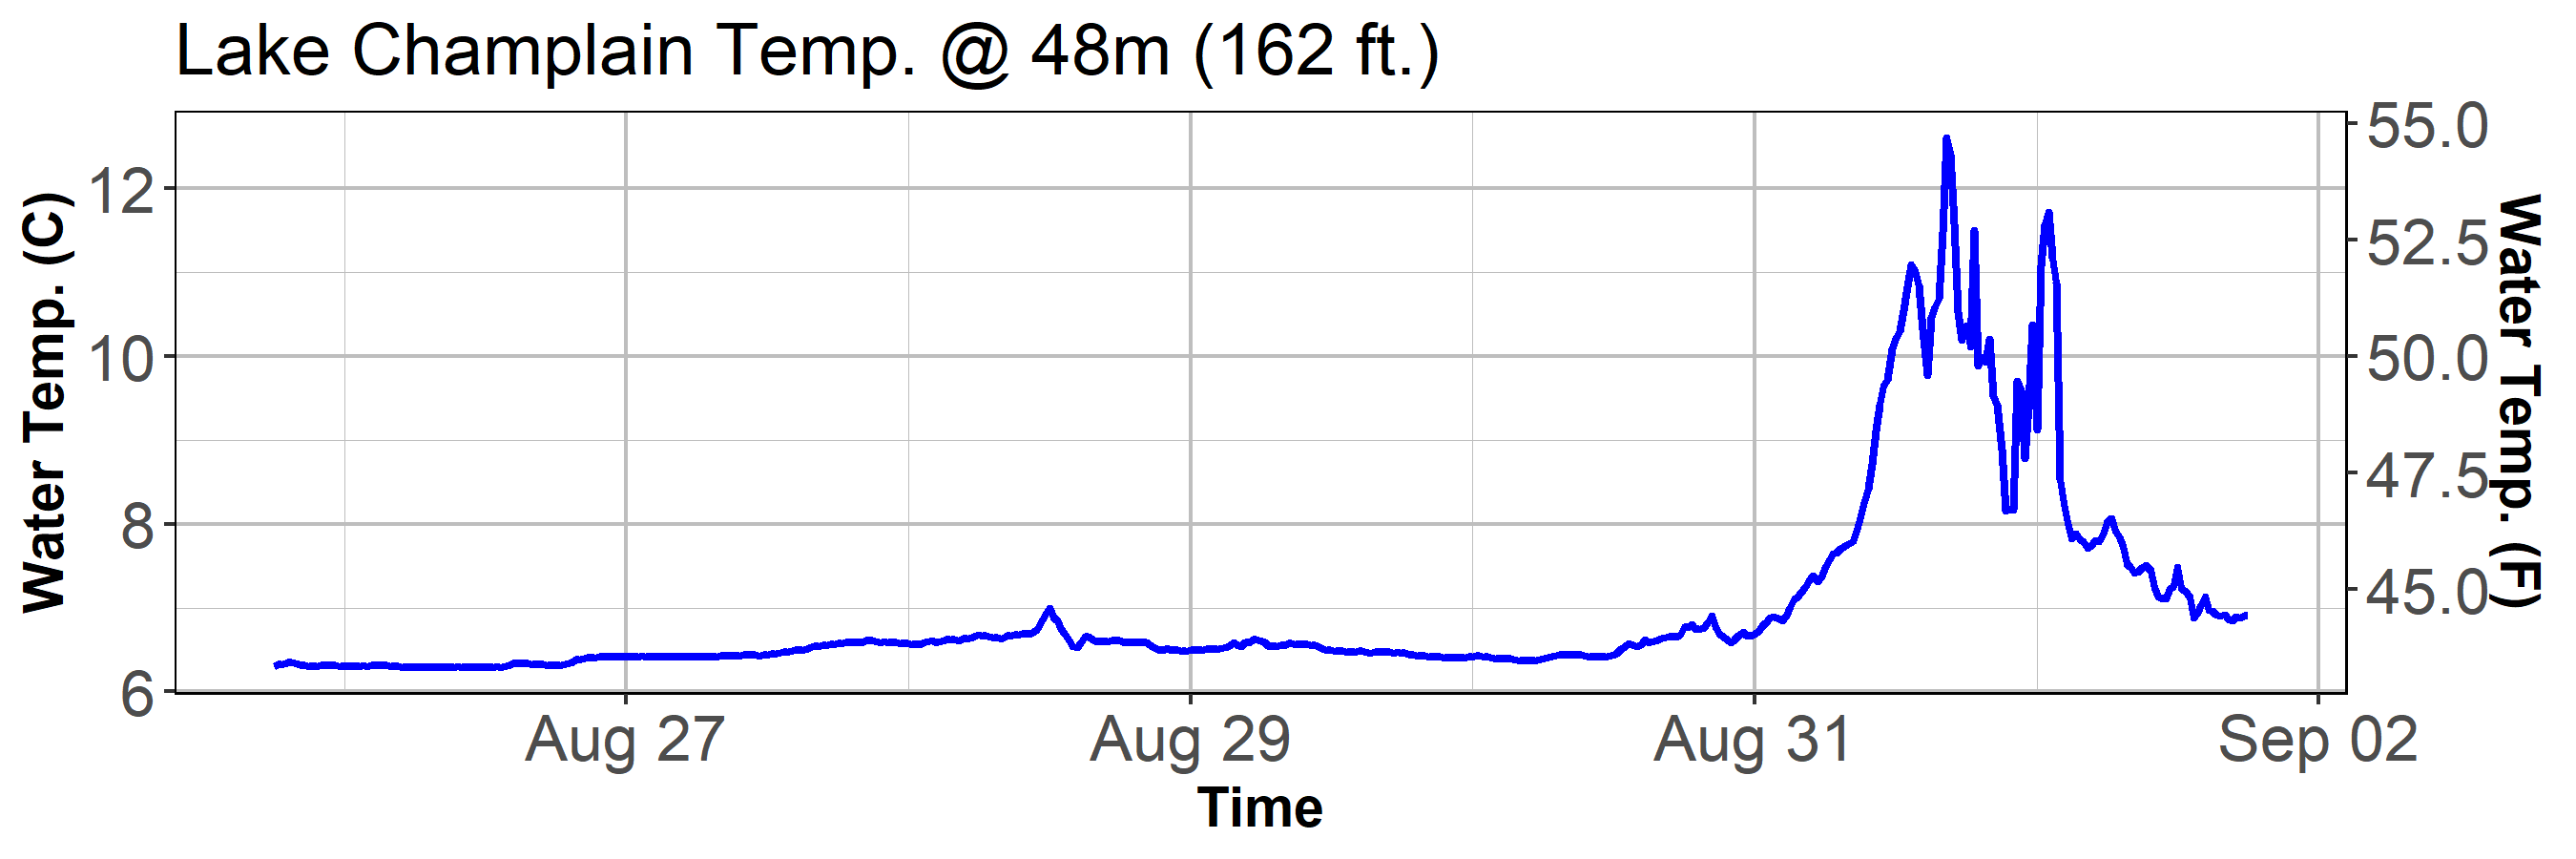 Lake Champlain Temp. @ 48m (162 ft.)
Water Temp. (C)
12
10
8
6
55.0
52.5
50.0
47.5
45.0
Water Temp. (F)
Aug 27
Aug 29
Aug 31
Sep 02
Time